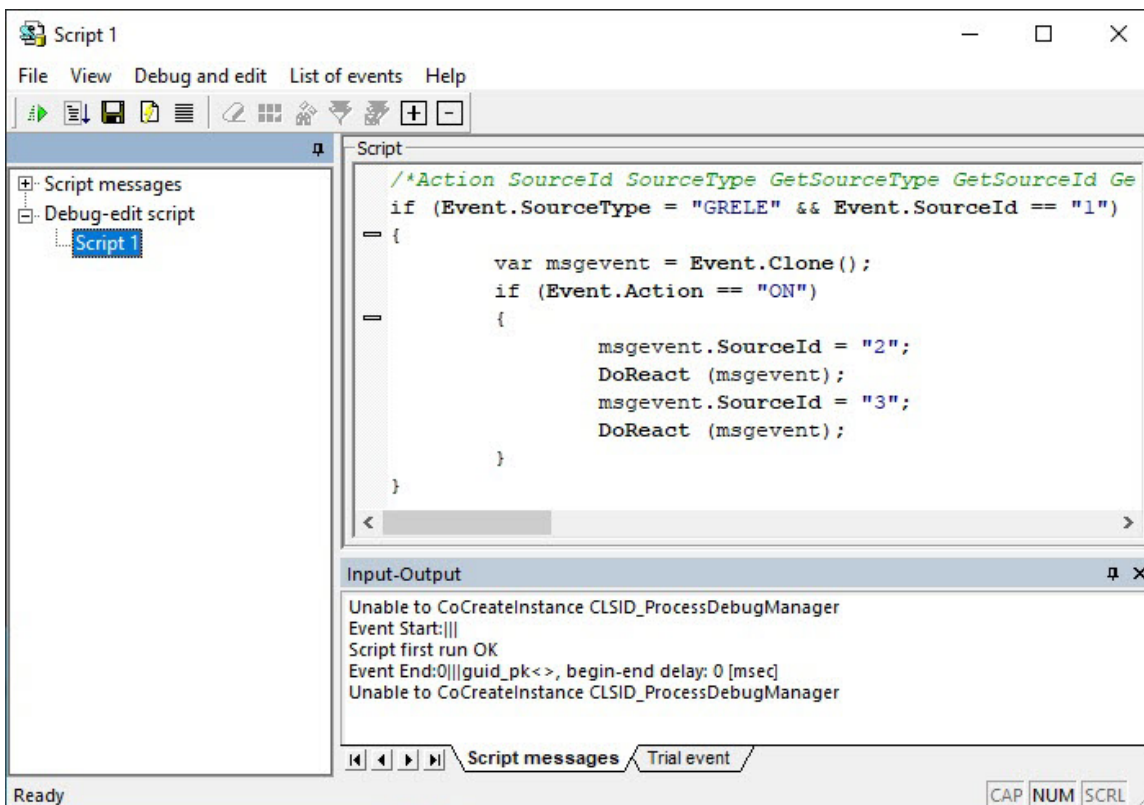 Script 1
File View Debug and edit List of events Help
Script messages
Debug-edit script
Script 1
Script
/*Action SourceId SourceType GetSourceType GetSourceId Ge
if (Event.SourceType = "GRELE" && Event.SourceId == "1")
{
var msgevent = Event.Clone();
if (Event.Action == "ON")
{
msgevent.SourceId = "2";
DoReact (msgevent);
msgevent.SourceId = "3";
DoReact (msgevent);
}
}
Input-Output
Unable to CoCreateInstance CLSID_ProcessDebugManager
Event Start:|||
Script first run OK
Event End:0|||guid_pk<>, begin-end delay: 0 [msec]
Unable to CoCreateInstance CLSID_ProcessDebugManager
Script messages Trial event
Ready CAP NUM SCRL